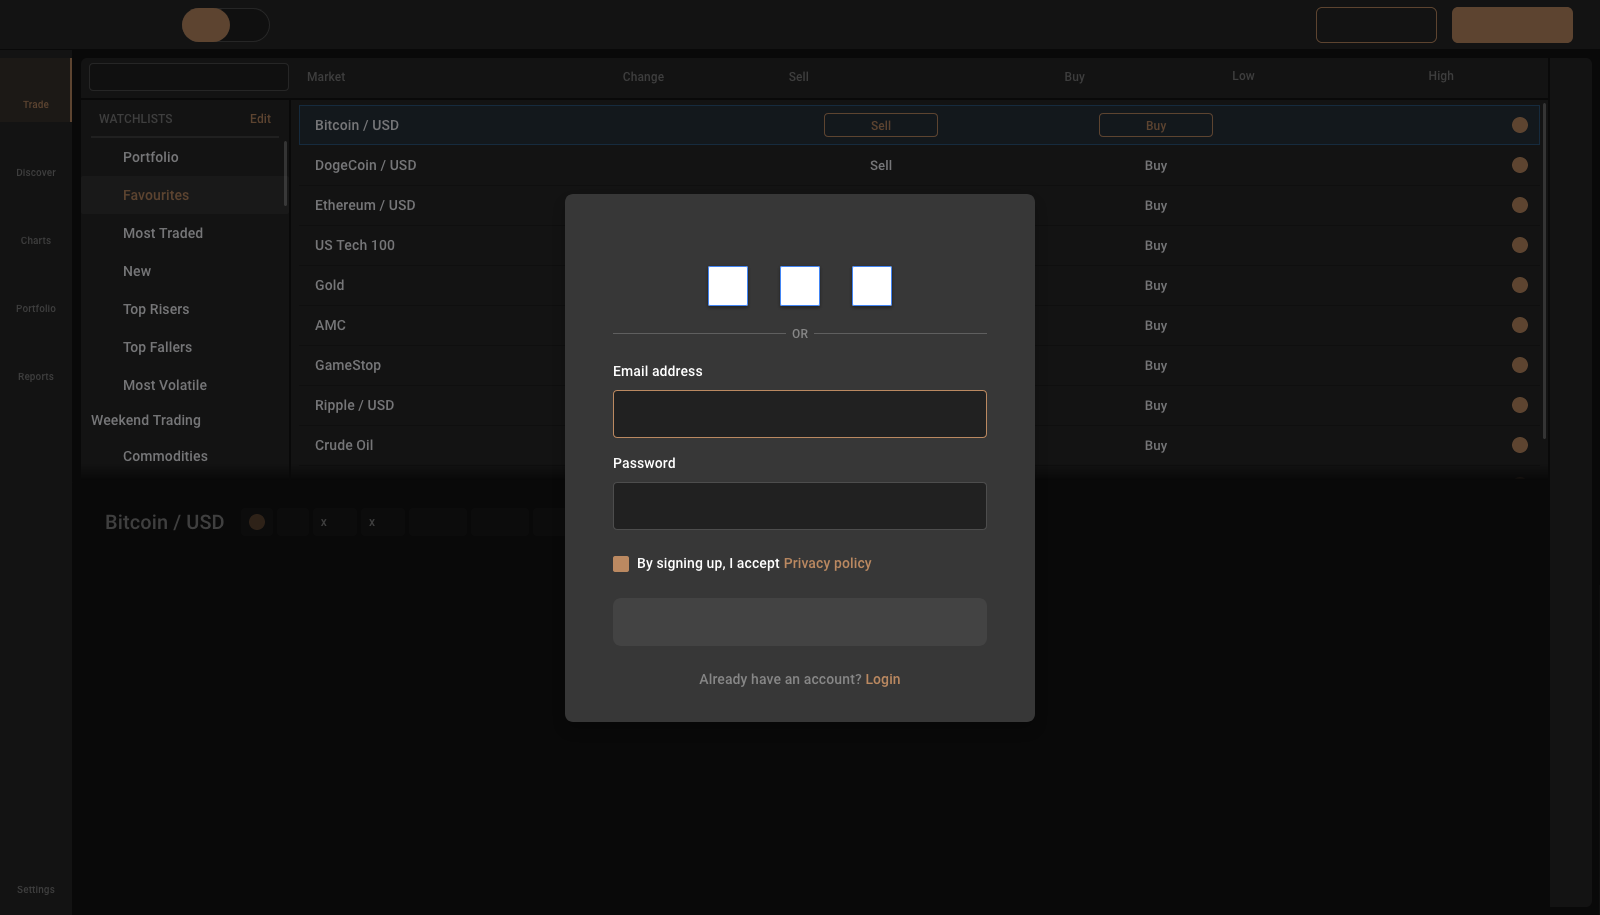 Market Change Sell Buy Low High
Trade
Discover
Charts
Portfolio
Reports
Settings
WATCHLISTS Edit
Portfolio
Favourites
Most Traded
New
Top Risers
Top Fallers
Most Volatile
Weekend Trading
Commodities
Bitcoin / USD Sell Buy
DogeCoin / USD Sell Buy
Ethereum / USD Buy
US Tech 100 Buy
Gold Buy
AMC Buy
GameStop Buy
Ripple / USD Buy
Crude Oil Buy
Bitcoin / USD x x
OR
Email address
Password
By signing up, I accept Privacy policy
Already have an account? Login